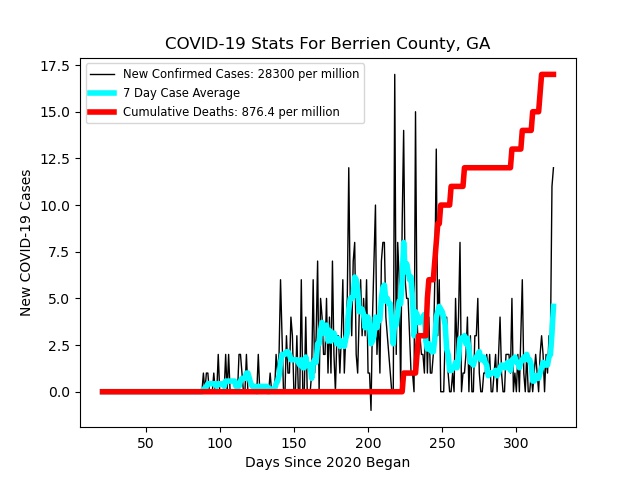 COVID-19 Stats For Berrien County, GA
New Confirmed Cases: 28300 per million
7 Day Case Average
Cumulative Deaths: 876.4 per million
New COVID-19 Cases
17.5
15.0
12.5
10.0
7.5
5.0
2.5
0.0
50 100 150 200 250 300
Days Since 2020 Began